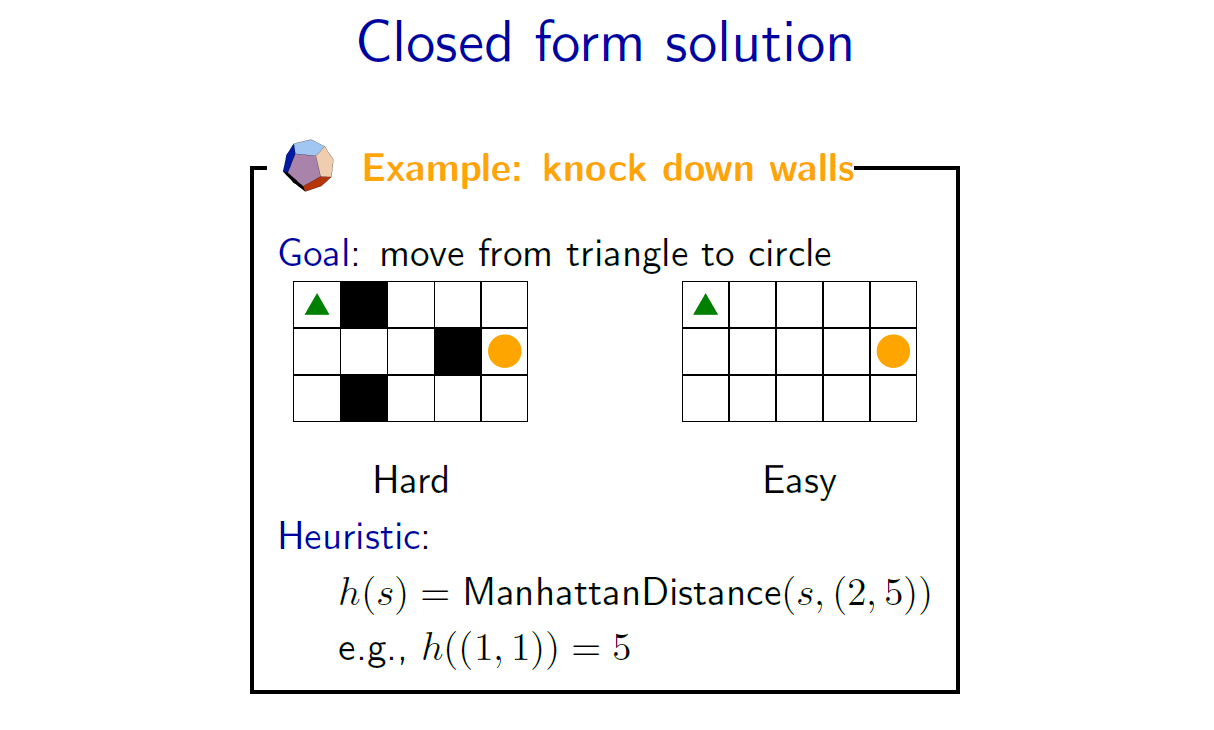 Closed form solution
Example: knock down walls
Goal: move from triangle to circle
Hard
Easy
Heuristic:
h(s) = ManhattanDistance(s, (2, 5))
e.g., h((1, 1)) = 5